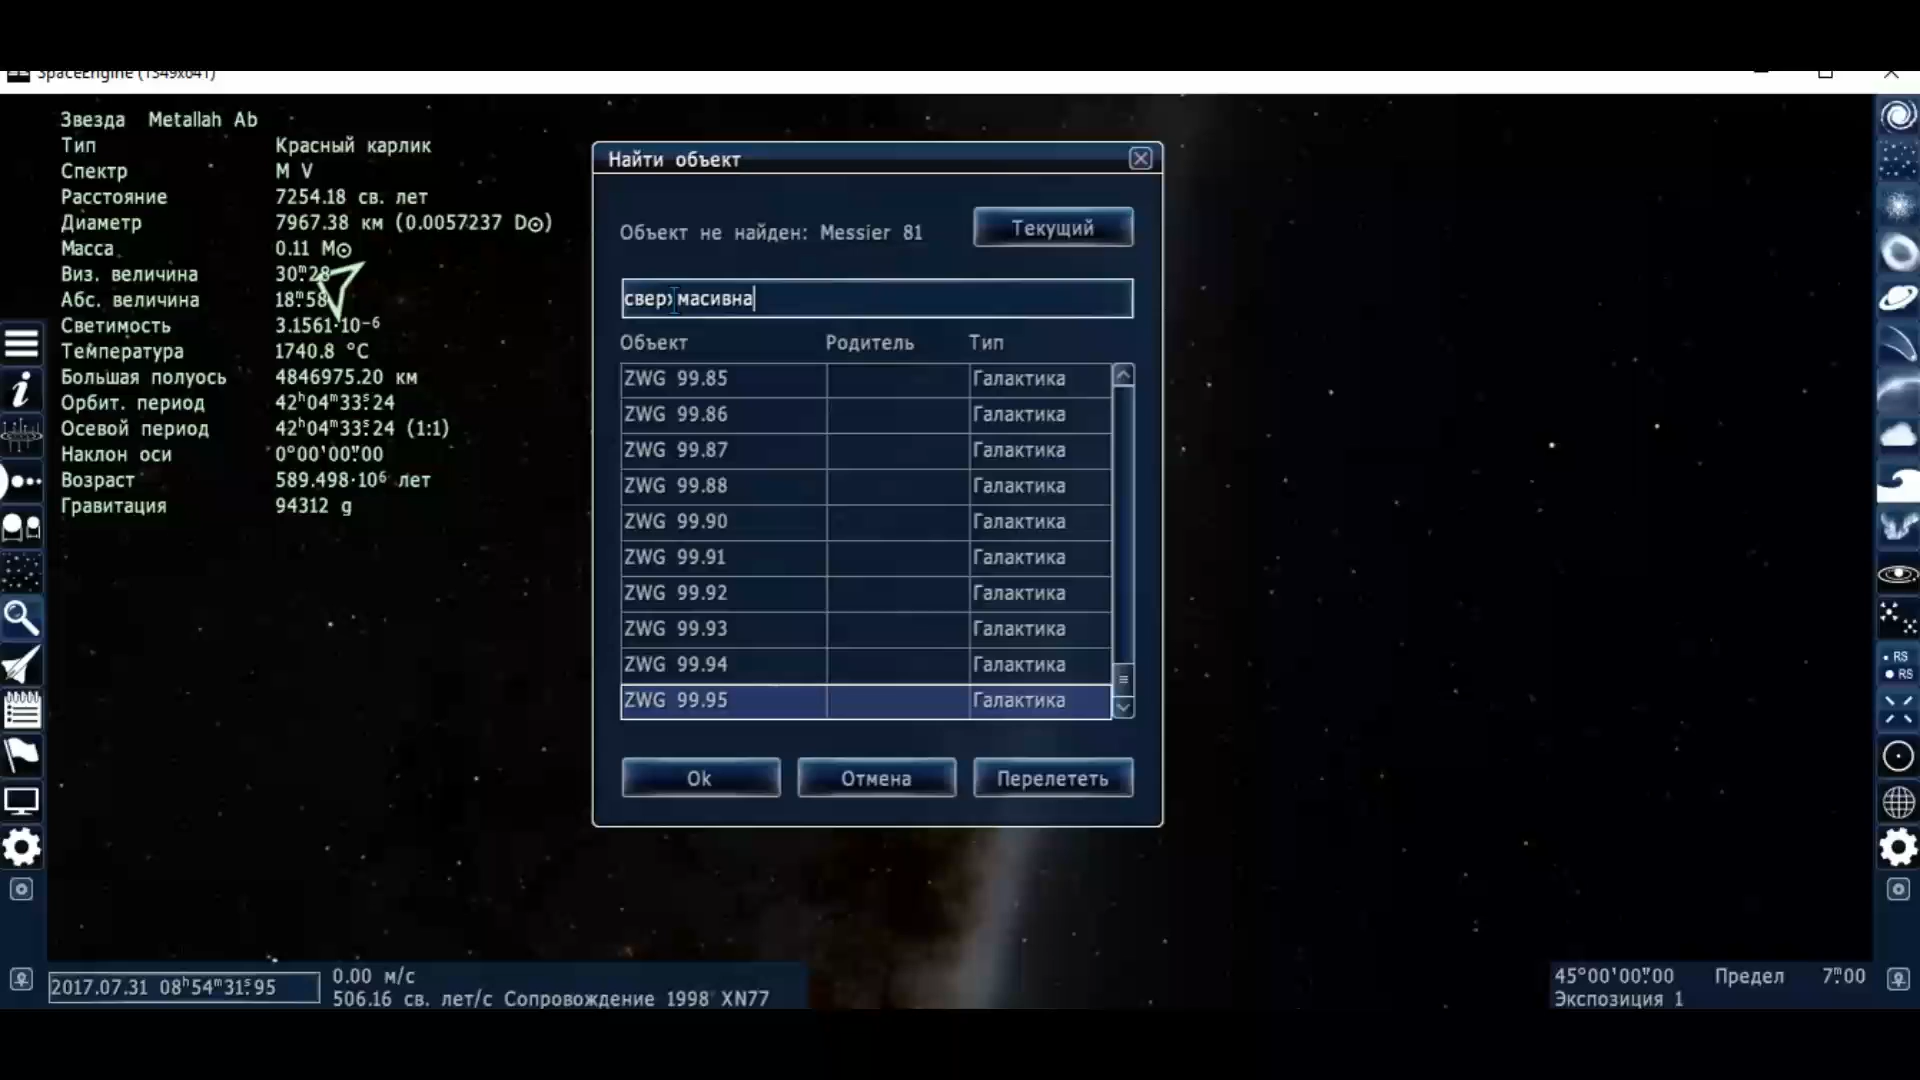 SpaceEngine (1349x641)
Звезда Metallah Ab
Тип Красный карлик
Спектр M V
Расстояние 7254.18 св. лет
Диаметр 7967.38 км (0.0057237 D⊙)
Масса 0.11 M⊙
Виз. величина 30ᵐ28
Абс. величина 18ᵐ58
Светимость 3.1561·10⁻⁶
Температура 1740.8 °C
Большая полуось 4846975.20 км
Орбит. период 42ʰ04ᵐ33ˢ24
Осевой период 42ʰ04ᵐ33ˢ24 (1:1)
Наклон оси 0°00'00"00
Возраст 589.498·10⁶ лет
Гравитация 94312 g
Найти объект
Объект не найден: Messier 81
Текущий
сверхмасивна
Объект Родитель Тип
ZWG 99.85 Галактика
ZWG 99.86 Галактика
ZWG 99.87 Галактика
ZWG 99.88 Галактика
ZWG 99.90 Галактика
ZWG 99.91 Галактика
ZWG 99.92 Галактика
ZWG 99.93 Галактика
ZWG 99.94 Галактика
ZWG 99.95 Галактика
Ok Отмена Перелететь
RS
RS
2017.07.31 08ʰ54ᵐ31ˢ95
0.00 м/с
506.16 св. лет/с Сопровождение 1998 XN77
45°00'00"00 Предел 7ᵐ00
Экспозиция 1